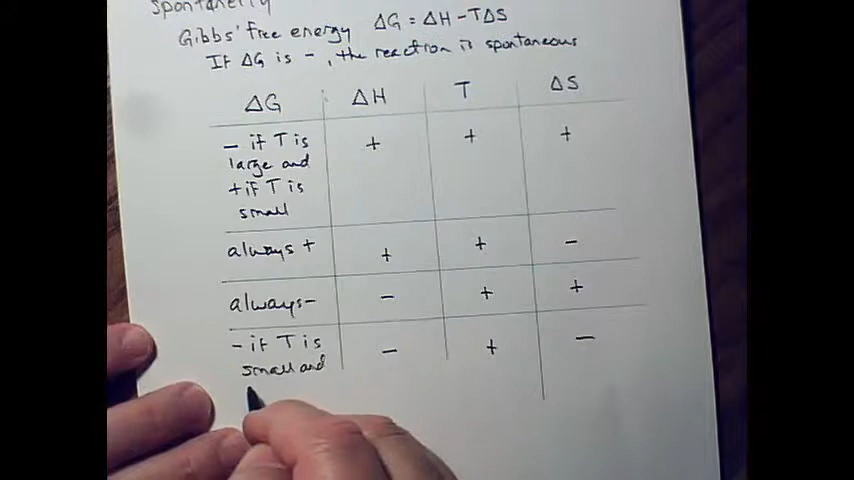 Spontaneity
Gibbs' free energy ΔG = ΔH - TΔS
If ΔG is - , the reaction is spontaneous
ΔG ΔH T ΔS
- if T is + + +
large and
+ if T is
small
always + + + -
always - - + +
- if T is - + -
small and